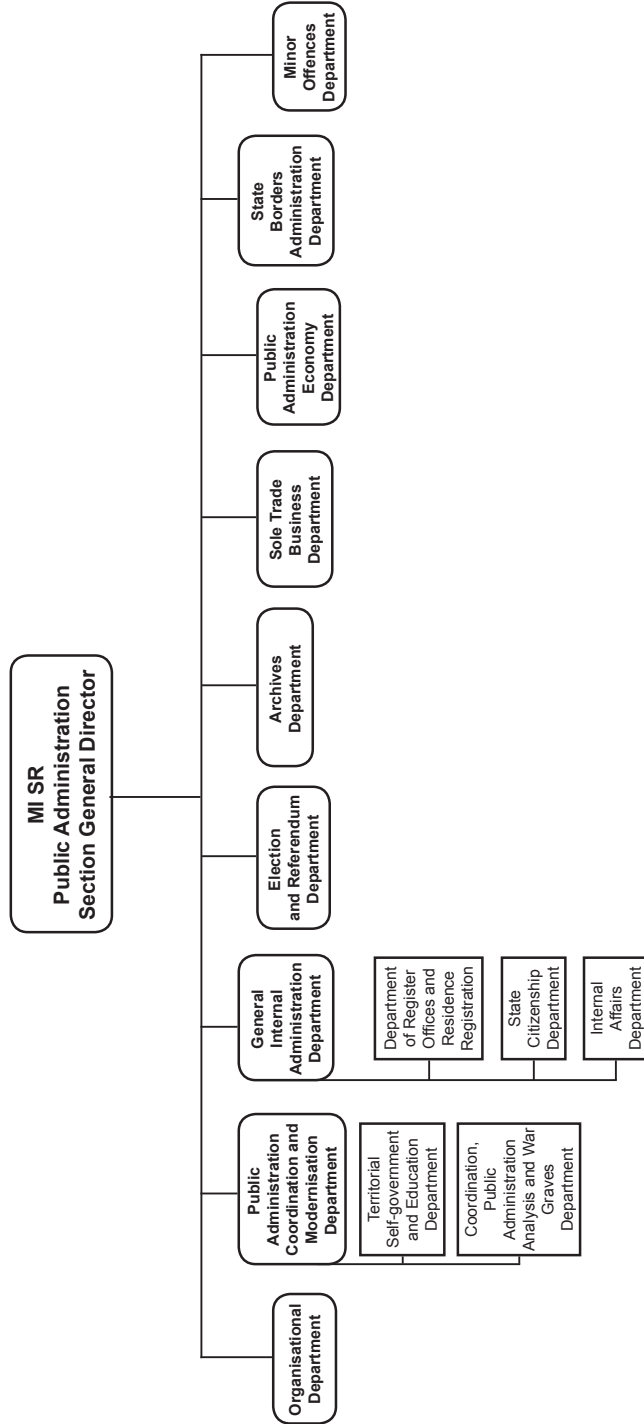 MI SR
Public Administration
Section General Director
Organisational
Department
Public
Administration
Coordination and
Modernisation
Department
Territorial
Self-government
and Education
Department
Coordination,
Public
Administration
Analysis and War
Graves
Department
General
Internal
Administration
Department
Department
of Register
Offices and
Residence
Registration
State
Citizenship
Department
Internal
Affairs
Department
Election
and Referendum
Department
Archives
Department
Sole Trade
Business
Department
Public
Administration
Economy
Department
State
Borders
Administration
Department
Minor
Offences
Department